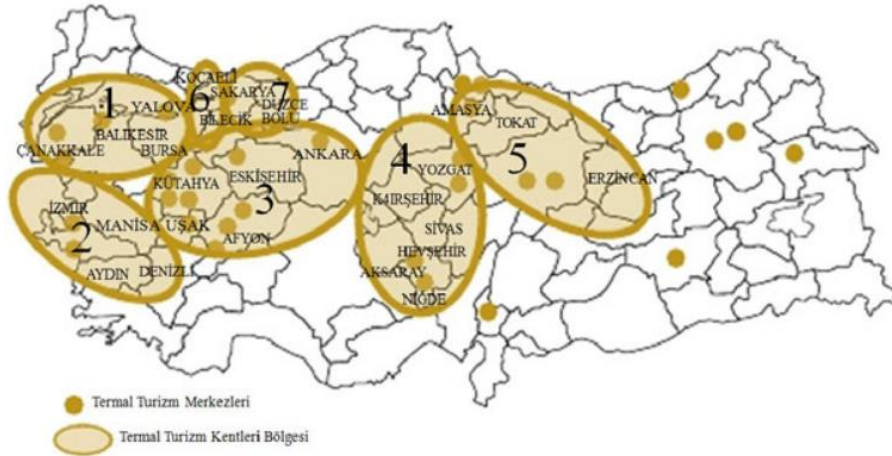 KOCAELİ
SAKARYA
1
6
7
YALOVA
DÜZCE
BİLECİK
BOLU
BALIKESİR
ÇANAKKALE
BURSA
AMASYA
TOKAT
ANKARA
4
YOZGAT
5
ERZİNCAN
ESKİŞEHİR
KÜTAHYA
3
K4IRŞEHİR
İZMİR
2
MANİSA
UŞAK
SİVAS
AFYON
HEVŞEHİR
AYDIN
DENİZLİ
AKSARAY
NİĞDE
Termal Turizm Merkezleri
Termal Turizm Kentleri Bölgesi